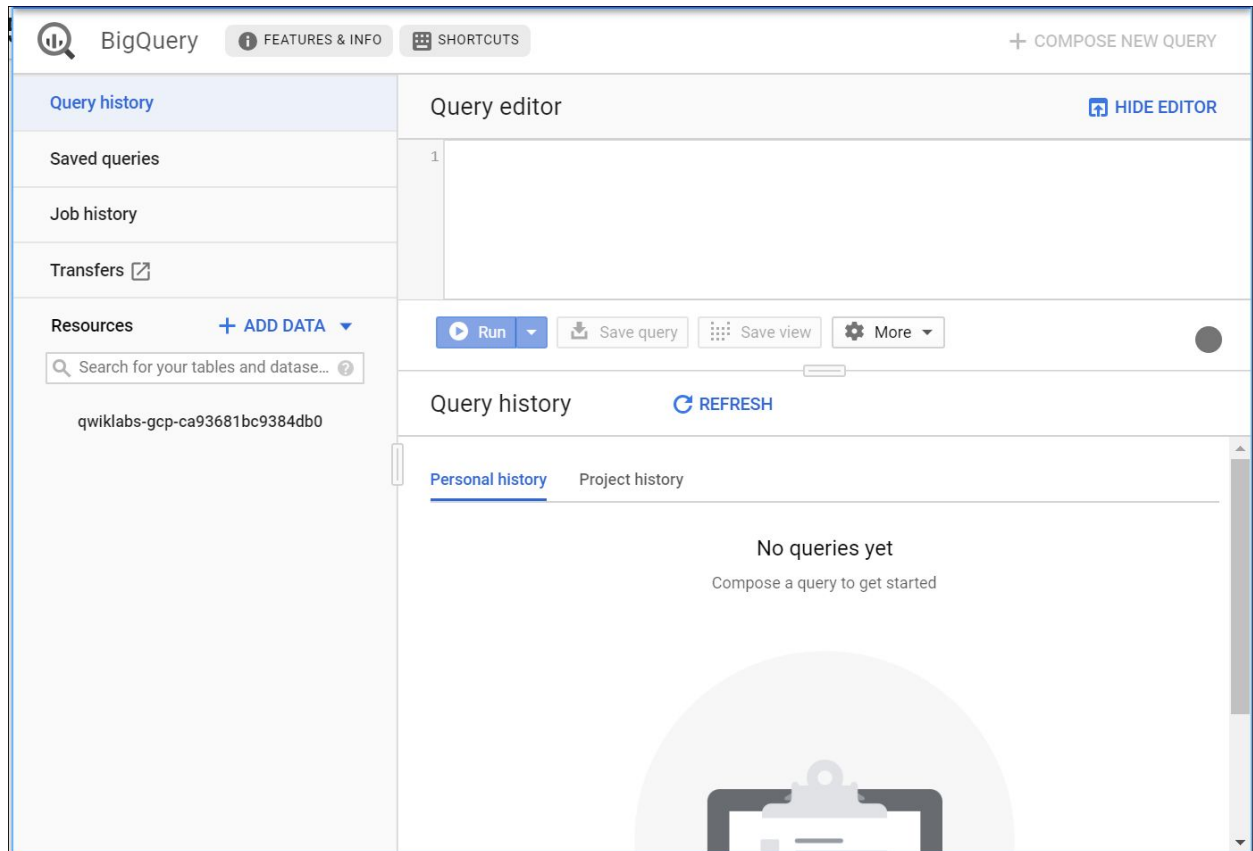 BigQuery FEATURES & INFO SHORTCUTS + COMPOSE NEW QUERY
Query history
Saved queries
Job history
Transfers
Resources + ADD DATA
Search for your tables and datase...
qwiklabs-gcp-ca93681bc9384db0
Query editor HIDE EDITOR
1
Run Save query Save view More
Query history REFRESH
Personal history Project history
No queries yet
Compose a query to get started